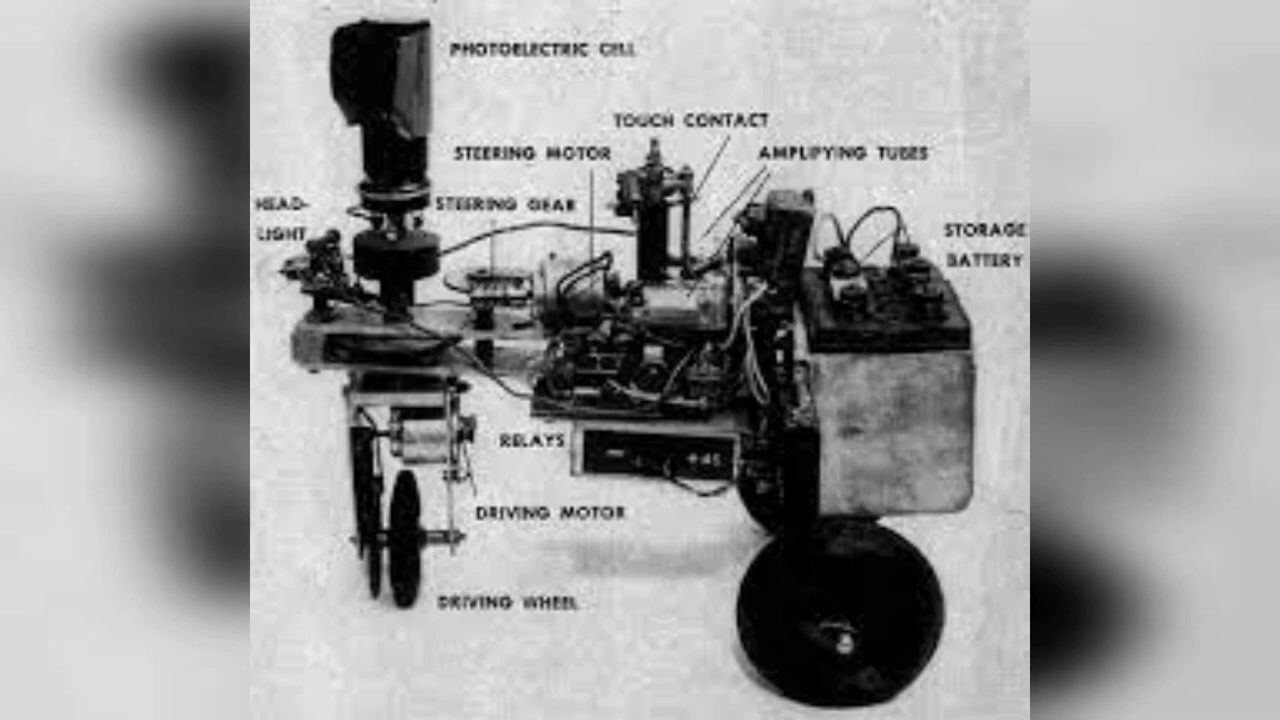 PHOTOELECTRIC CELL
TOUCH CONTACT
STEERING MOTOR
AMPLIFYING TUBES
HEAD-
LIGHT
STEERING GEAR
STORAGE
BATTERY
RELAYS
+45
DRIVING MOTOR
DRIVING WHEEL